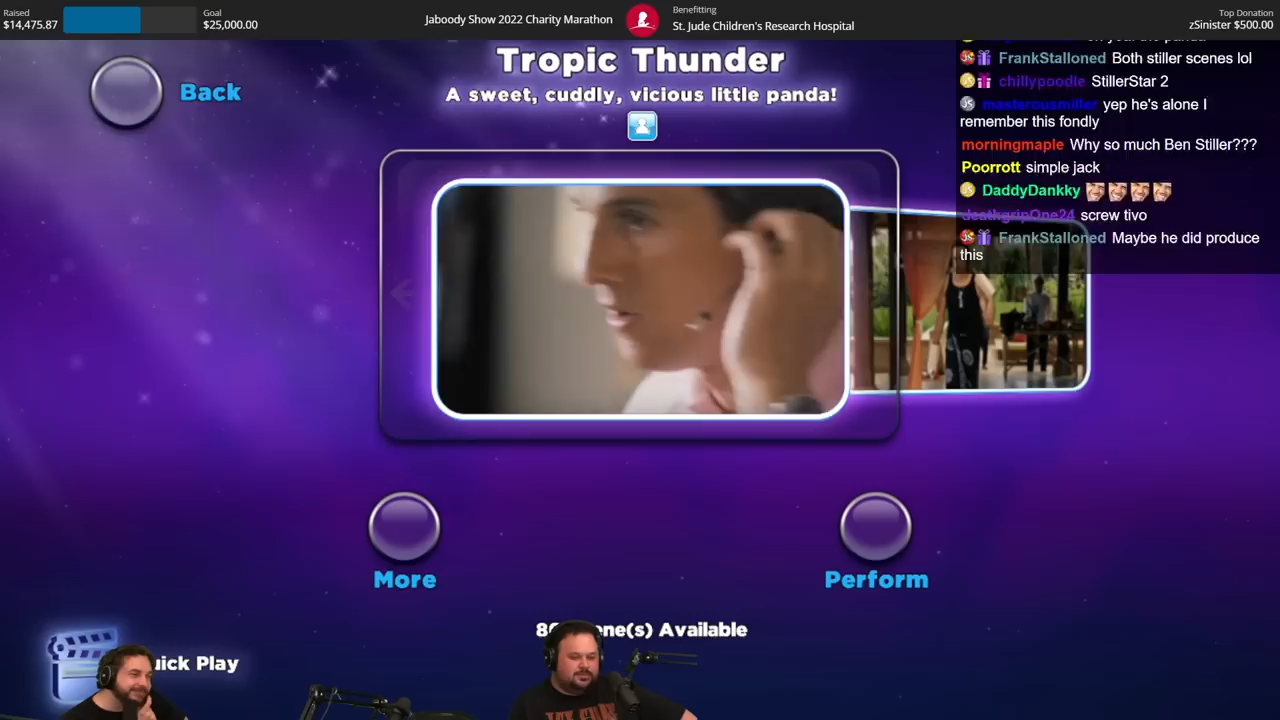 Raised
$14,475.87
Goal
$25,000.00
Jaboody Show 2022 Charity Marathon
Benefitting
St. Jude Children's Research Hospital
Top Donation
zSinister $500.00
Tropic Thunder
A sweet, cuddly, vicious little panda!
Back
FrankStalloned Both stiller scenes lol
chillypoodle StillerStar 2
masterousmiller yep he's alone I
remember this fondly
morningmaple Why so much Ben Stiller???
Poorrott simple jack
DaddyDankky
deathgripOne24 screw tivo
FrankStalloned Maybe he did produce
this
More
Perform
Available
Play